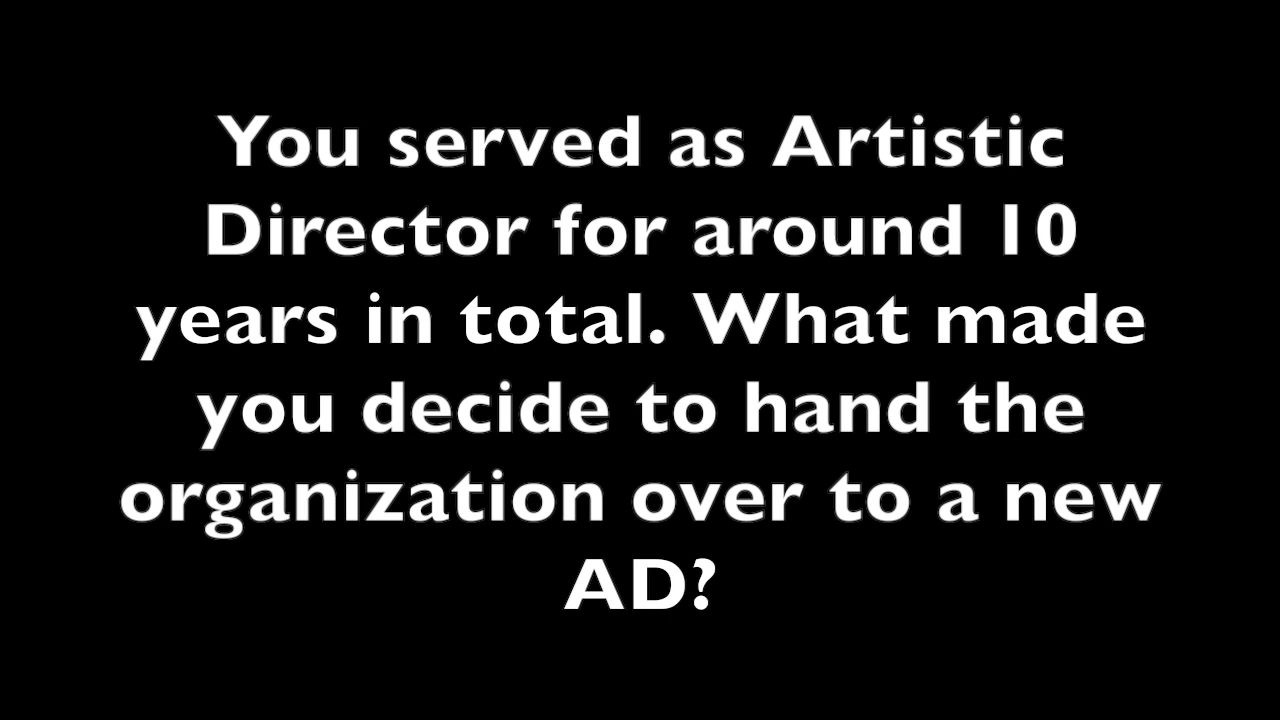 You served as Artistic
Director for around 10
years in total. What made
you decide to hand the
organization over to a new
AD?